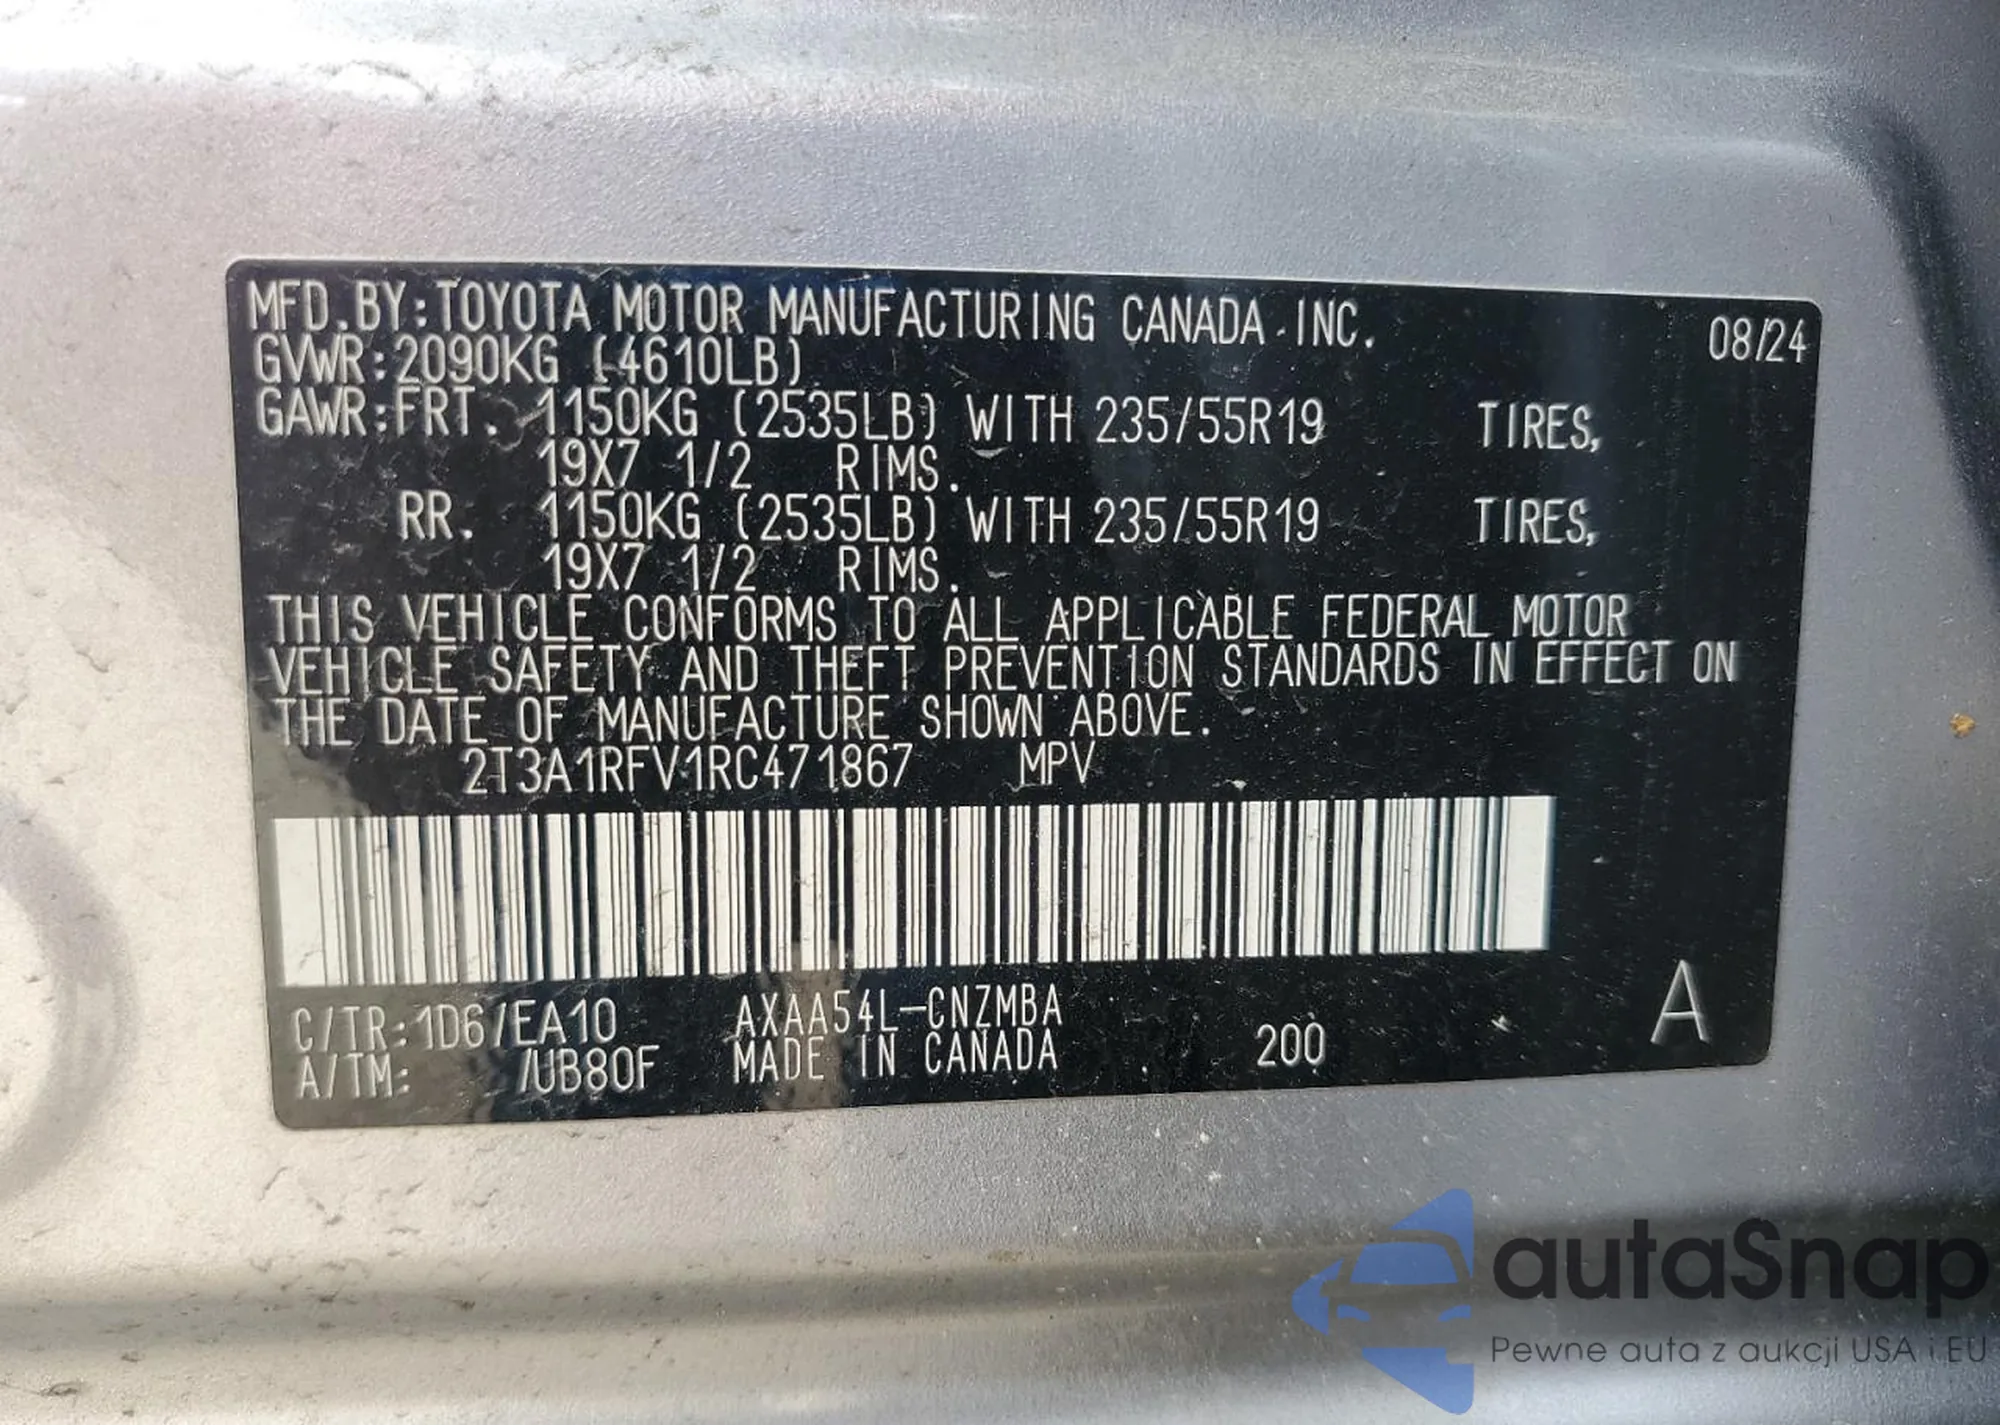 MFD.BY:TOYOTA MOTOR MANUFACTURING CANADA INC. 08/24
GVWR:2090KG (4610LB)
GAWR:FRT. 1150KG (2535LB) WITH 235/55R19 TIRES,
19X7 1/2 RIMS.
RR. 1150KG (2535LB) WITH 235/55R19 TIRES,
19X7 1/2 RIMS.
THIS VEHICLE CONFORMS TO ALL APPLICABLE FEDERAL MOTOR
VEHICLE SAFETY AND THEFT PREVENTION STANDARDS IN EFFECT ON
THE DATE OF MANUFACTURE SHOWN ABOVE.
2T3A1RFV1RC471867 MPV
C/TR:1D6/EA10 AXAA54L-CNZMBA
A/TM: /UB80F MADE IN CANADA 200 A
autaSnap
Pewne auta z aukcji USA i EU